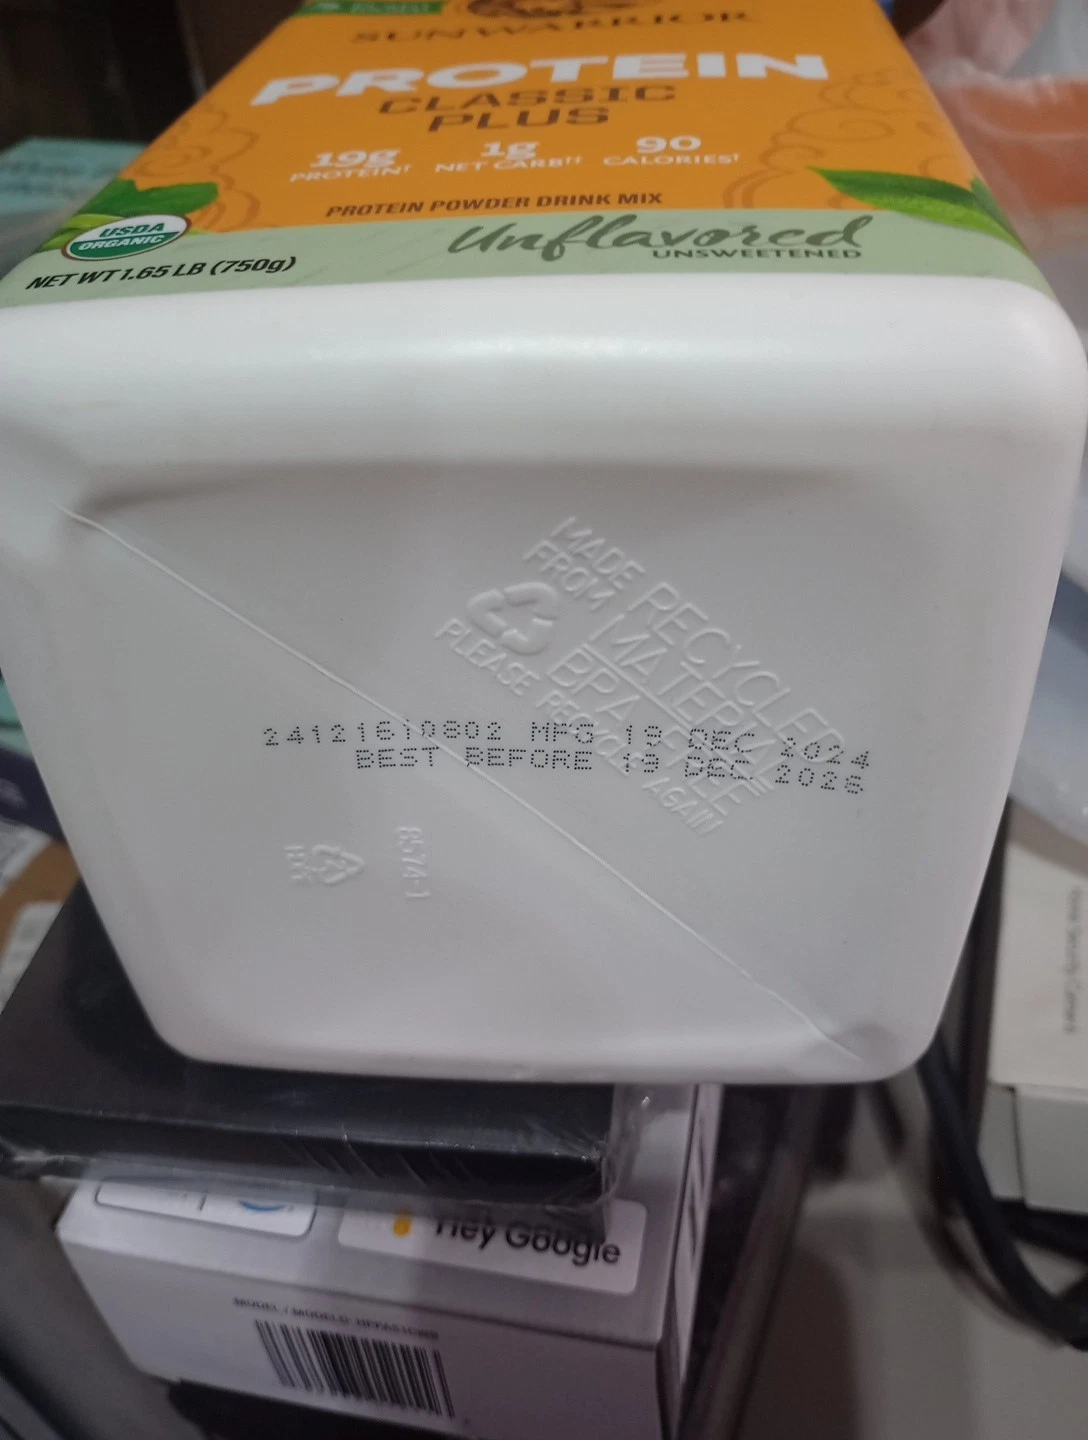 SUNWARRIOR
PROTEIN
CLASSIC
PLUS
19g 1g 90
PROTEIN† NET CARB†† CALORIES†
PROTEIN POWDER DRINK MIX
USDA
ORGANIC
Unflavored
UNSWEETENED
NET WT 1.65 LB (750g)
MADE RECYCLED
FROM MATERIAL
BPA FREE
PLEASE RECYCLE AGAIN
24121610802 MFG 19 DEC 2024
BEST BEFORE 19 DEC 2026
8574-1
Hey Google